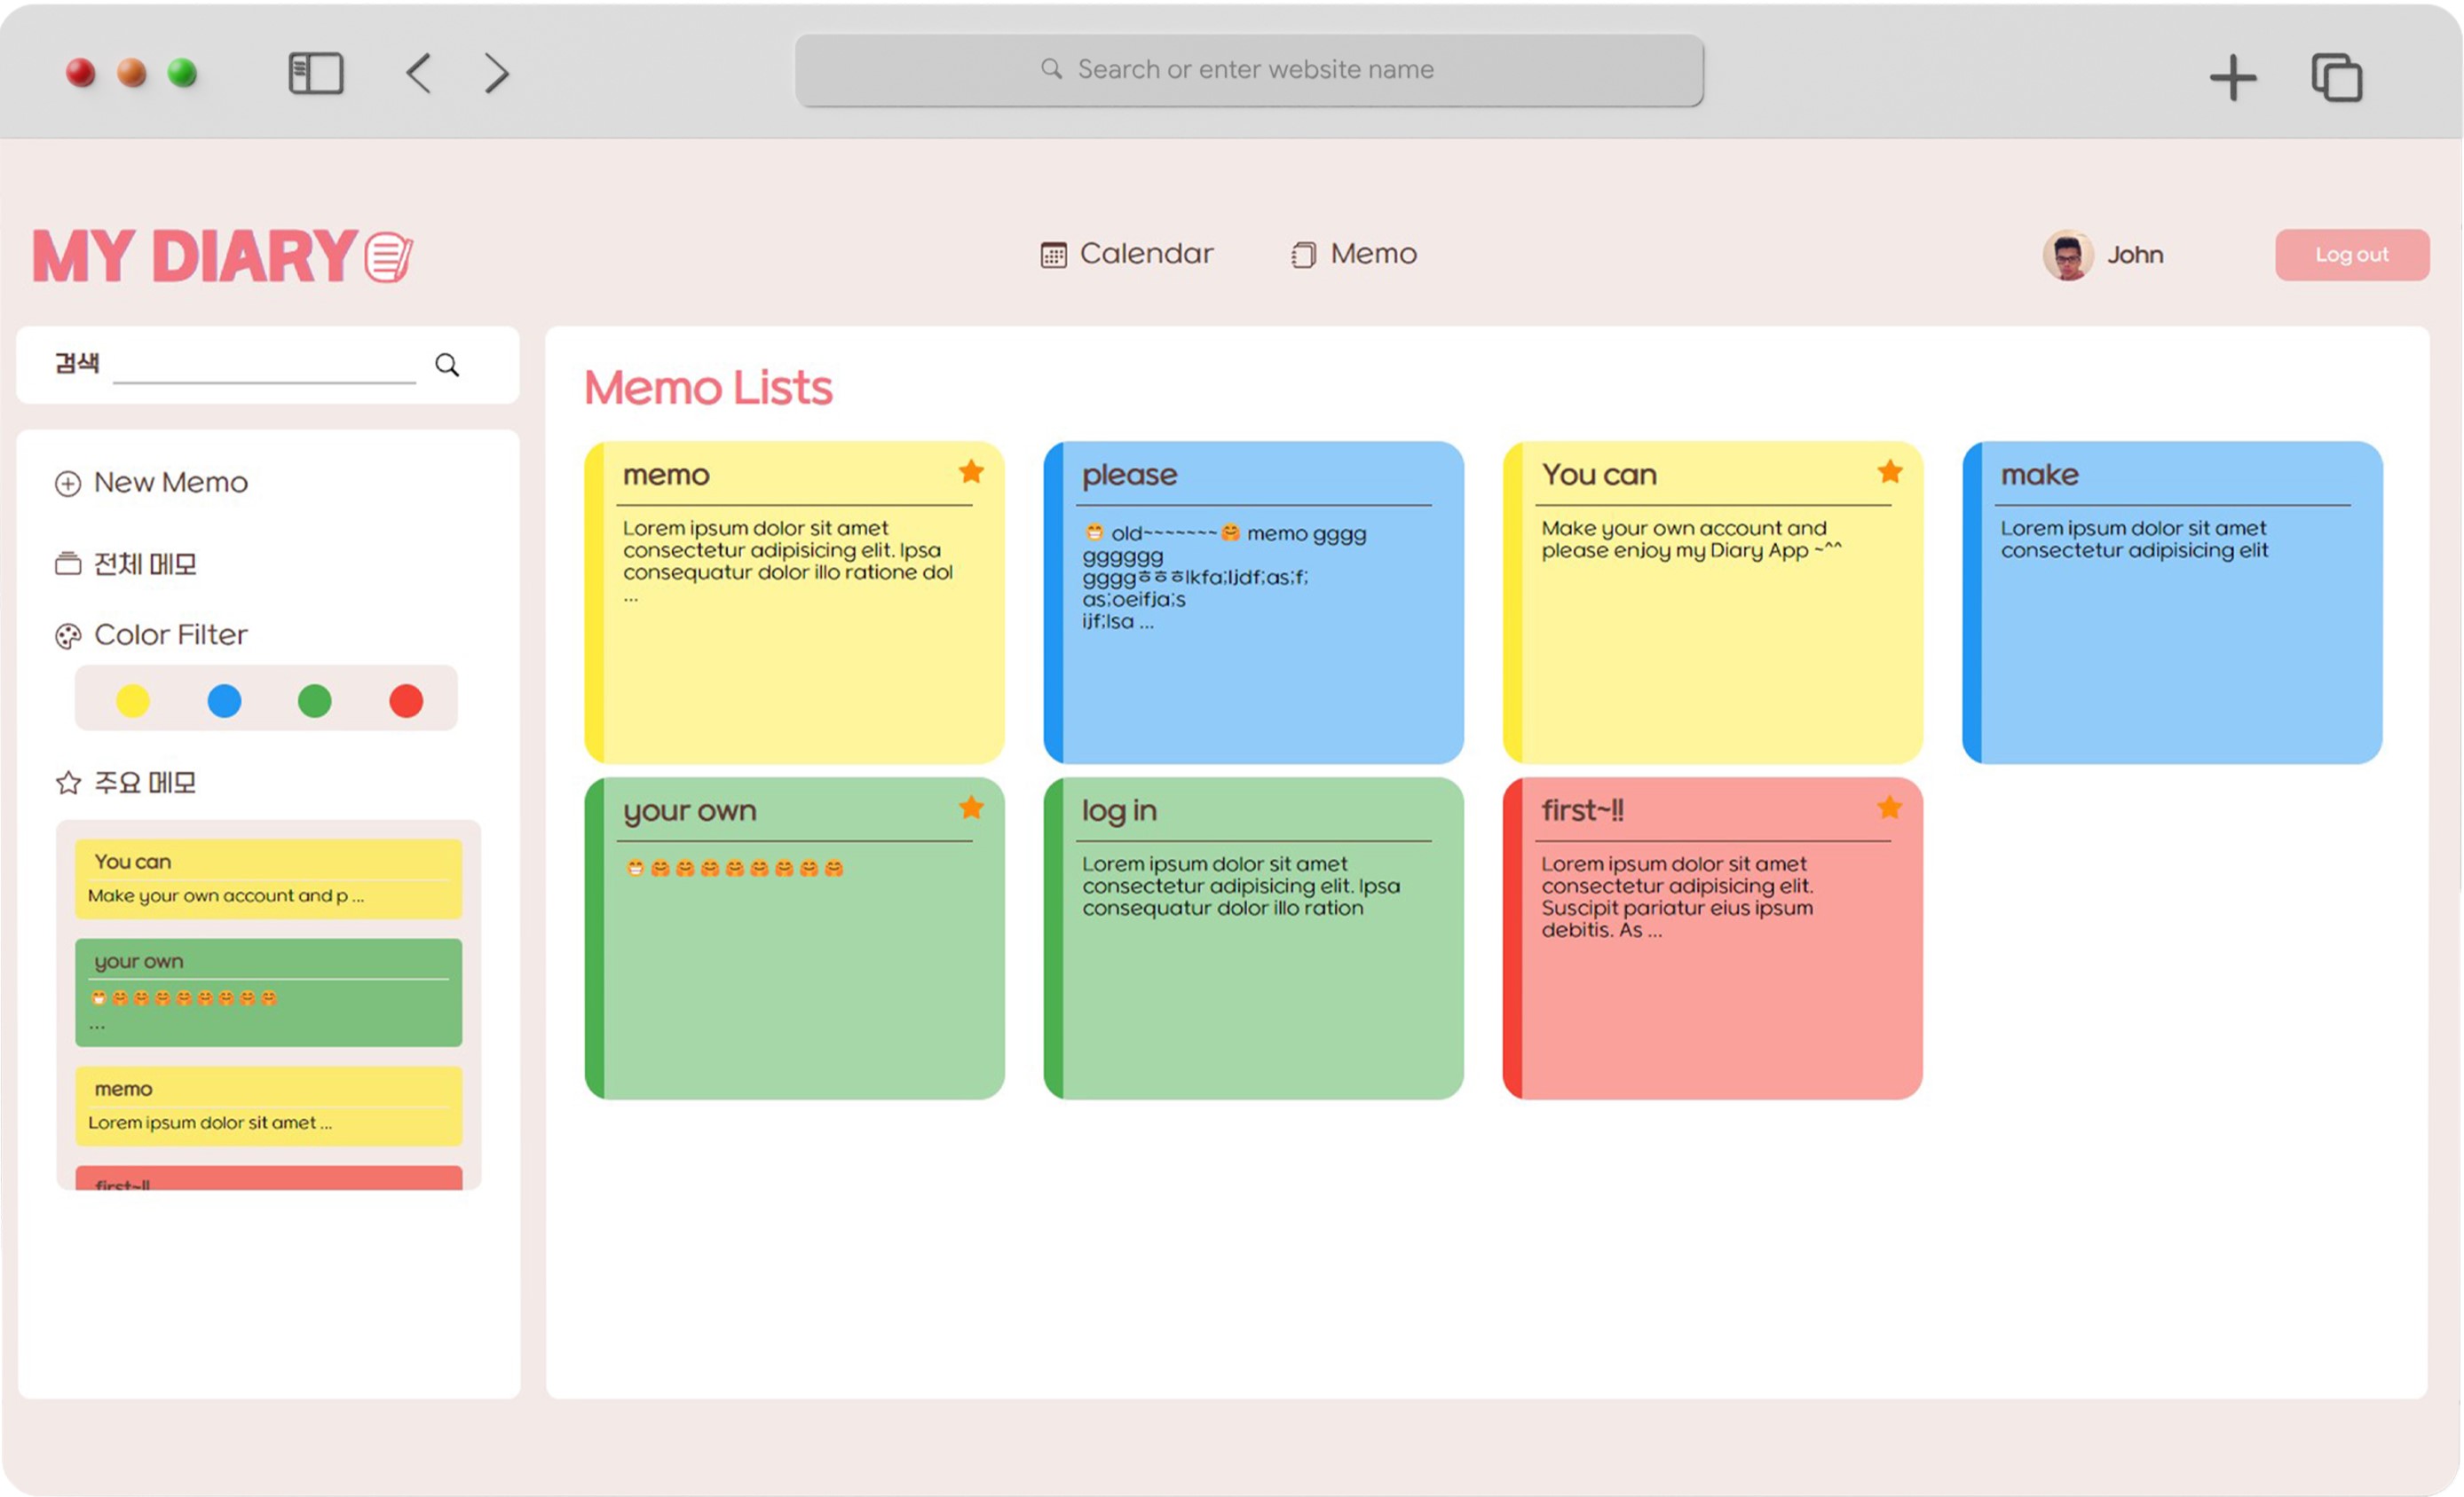 Search or enter website name
MY DIARY
Calendar
Memo
John
Log out
검색
New Memo
전체 메모
Color Filter
주요 메모
You can
Make your own account and p ...
your own
😁🤗🤗🤗🤗🤗🤗🤗🤗
...
memo
Lorem ipsum dolor sit amet ...
first~!!
Memo Lists
memo
Lorem ipsum dolor sit amet
consectetur adipisicing elit. Ipsa
consequatur dolor illo ratione dol
...
please
😁 old~~~~~~~🤗 memo gggg
gggggg
ggggㅎㅎㅎlkfa;ljdf;as;f;
as;oeifja;s
ijf;lsa ...
You can
Make your own account and
please enjoy my Diary App ~^^
make
Lorem ipsum dolor sit amet
consectetur adipisicing elit
your own
😁🤗🤗🤗🤗🤗🤗🤗🤗
log in
Lorem ipsum dolor sit amet
consectetur adipisicing elit. Ipsa
consequatur dolor illo ration
first~!!
Lorem ipsum dolor sit amet
consectetur adipisicing elit.
Suscipit pariatur eius ipsum
debitis. As ...